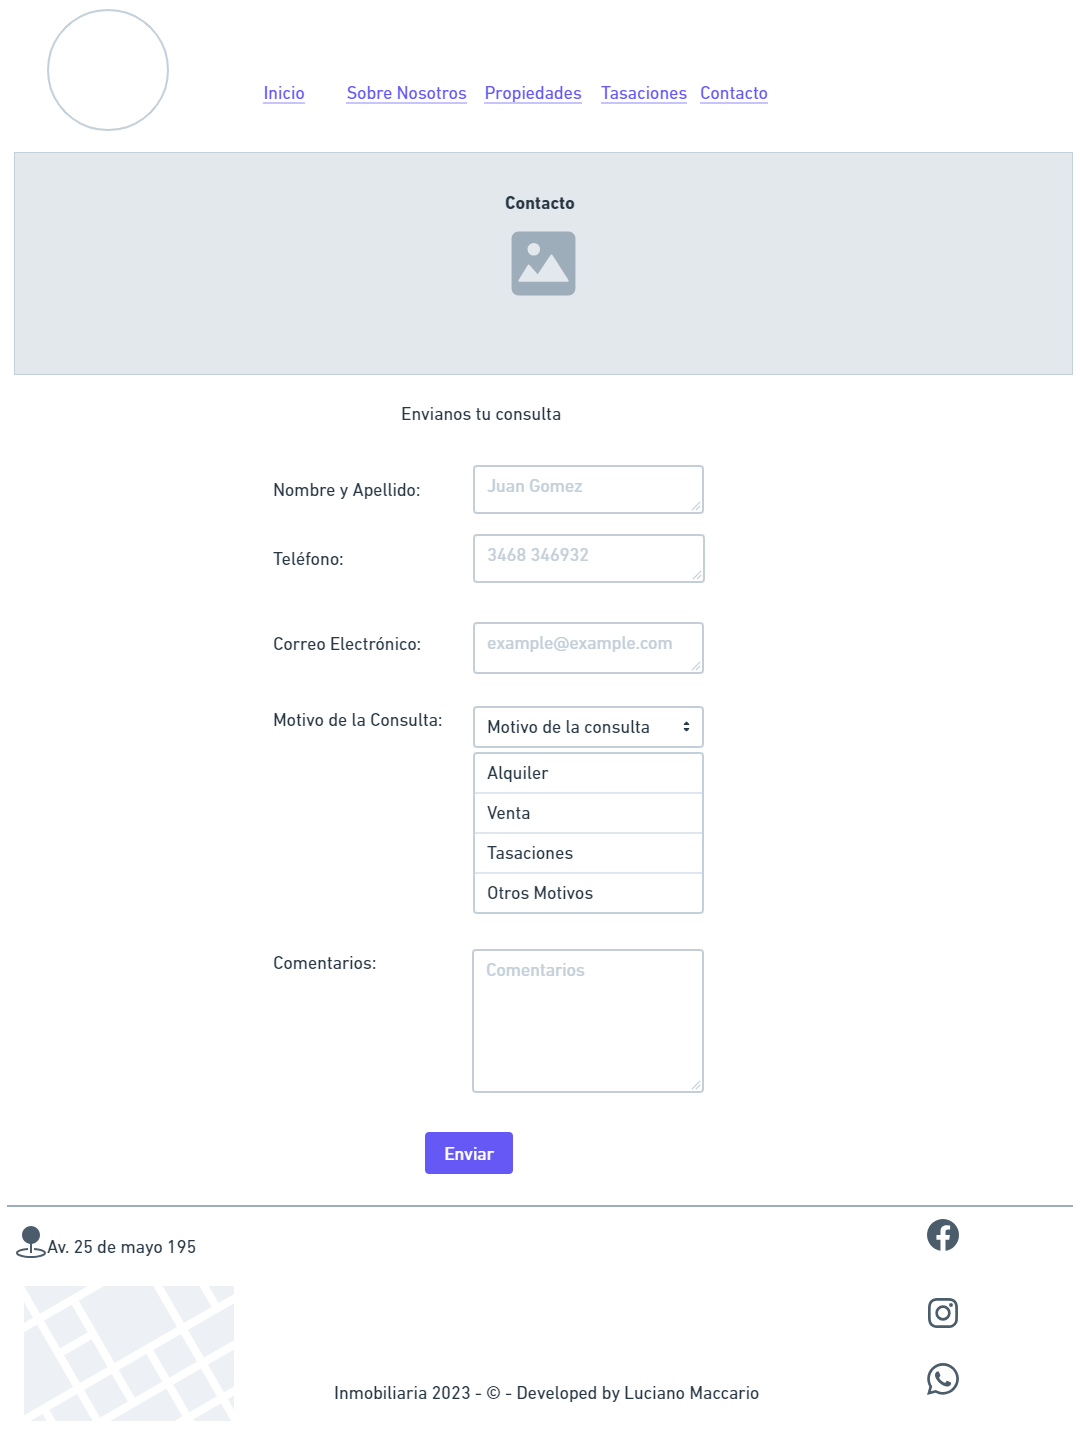 Inicio Sobre Nosotros Propiedades Tasaciones Contacto
Contacto
Envianos tu consulta
Nombre y Apellido: Juan Gomez
Teléfono: 3468 346932
Correo Electrónico: example@example.com
Motivo de la Consulta: Motivo de la consulta
Alquiler
Venta
Tasaciones
Otros Motivos
Comentarios: Comentarios
Enviar
Av. 25 de mayo 195
Inmobiliaria 2023 - © - Developed by Luciano Maccario